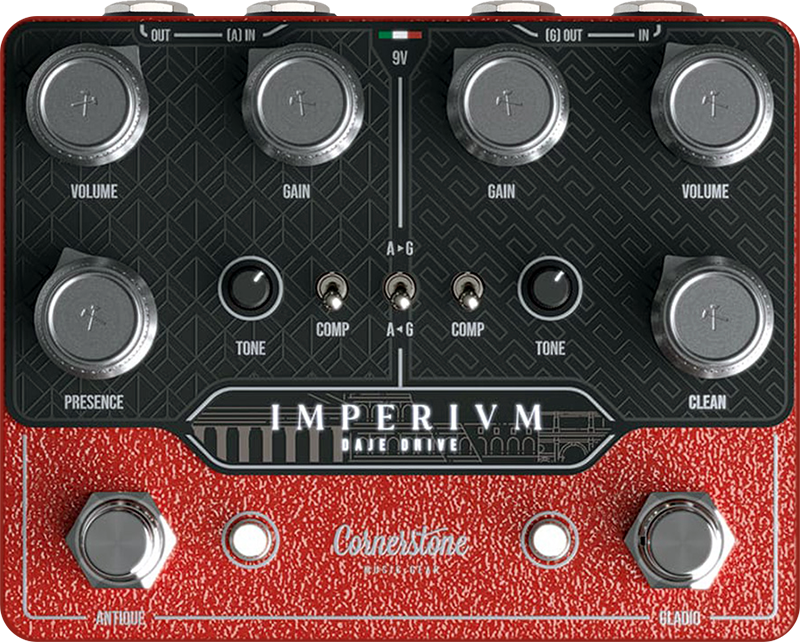 OUT (A) IN (G) OUT IN
9V
VOLUME GAIN GAIN VOLUME
A ▸ G
COMP A ◂ G COMP
TONE TONE
PRESENCE CLEAN
IMPERIVM
DAJE DRIVE
Cornerstone
MUSIC GEAR
ANTIQUE GLADIO